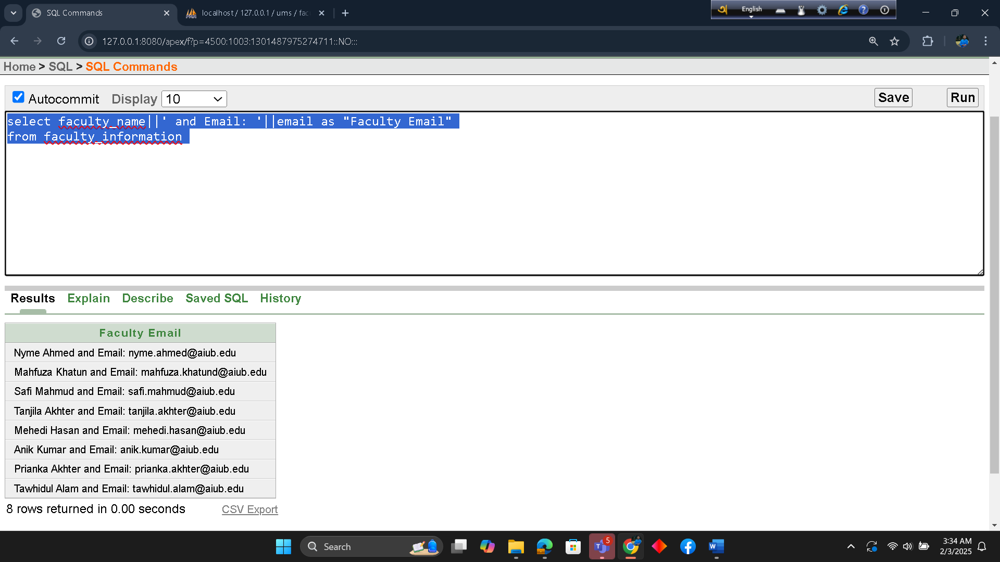 SQL Commands
localhost / 127.0.0.1 / ums / fac
English
127.0.0.1:8080/apex/f?p=4500:1003:1301487975274711::NO:::
Home > SQL > SQL Commands
Autocommit Display 10 Save Run
select faculty_name||' and Email: '||email as "Faculty Email"
from faculty_information
Results Explain Describe Saved SQL History
Faculty Email
Nyme Ahmed and Email: nyme.ahmed@aiub.edu
Mahfuza Khatun and Email: mahfuza.khatund@aiub.edu
Safi Mahmud and Email: safi.mahmud@aiub.edu
Tanjila Akhter and Email: tanjila.akhter@aiub.edu
Mehedi Hasan and Email: mehedi.hasan@aiub.edu
Anik Kumar and Email: anik.kumar@aiub.edu
Prianka Akhter and Email: prianka.akhter@aiub.edu
Tawhidul Alam and Email: tawhidul.alam@aiub.edu
8 rows returned in 0.00 seconds CSV Export
Search
5
3:34 AM
2/3/2025